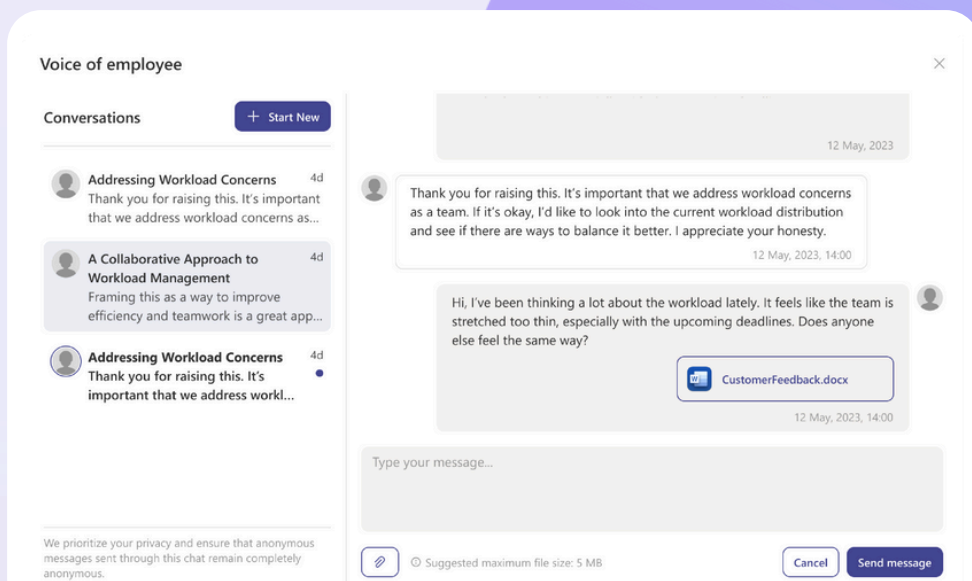 Voice of employee
Conversations
+ Start New
Addressing Workload Concerns 4d
Thank you for raising this. It's important
that we address workload concerns as...
A Collaborative Approach to 4d
Workload Management
Framing this as a way to improve
efficiency and teamwork is a great app...
Addressing Workload Concerns 4d
Thank you for raising this. It's
important that we address workl...
We prioritize your privacy and ensure that anonymous
messages sent through this chat remain completely
anonymous.
12 May, 2023
Thank you for raising this. It's important that we address workload concerns
as a team. If it's okay, I'd like to look into the current workload distribution
and see if there are ways to balance it better. I appreciate your honesty.
12 May, 2023, 14:00
Hi, I've been thinking a lot about the workload lately. It feels like the team is
stretched too thin, especially with the upcoming deadlines. Does anyone
else feel the same way?
W CustomerFeedback.docx
12 May, 2023, 14:00
Type your message...
Suggested maximum file size: 5 MB
Cancel
Send message